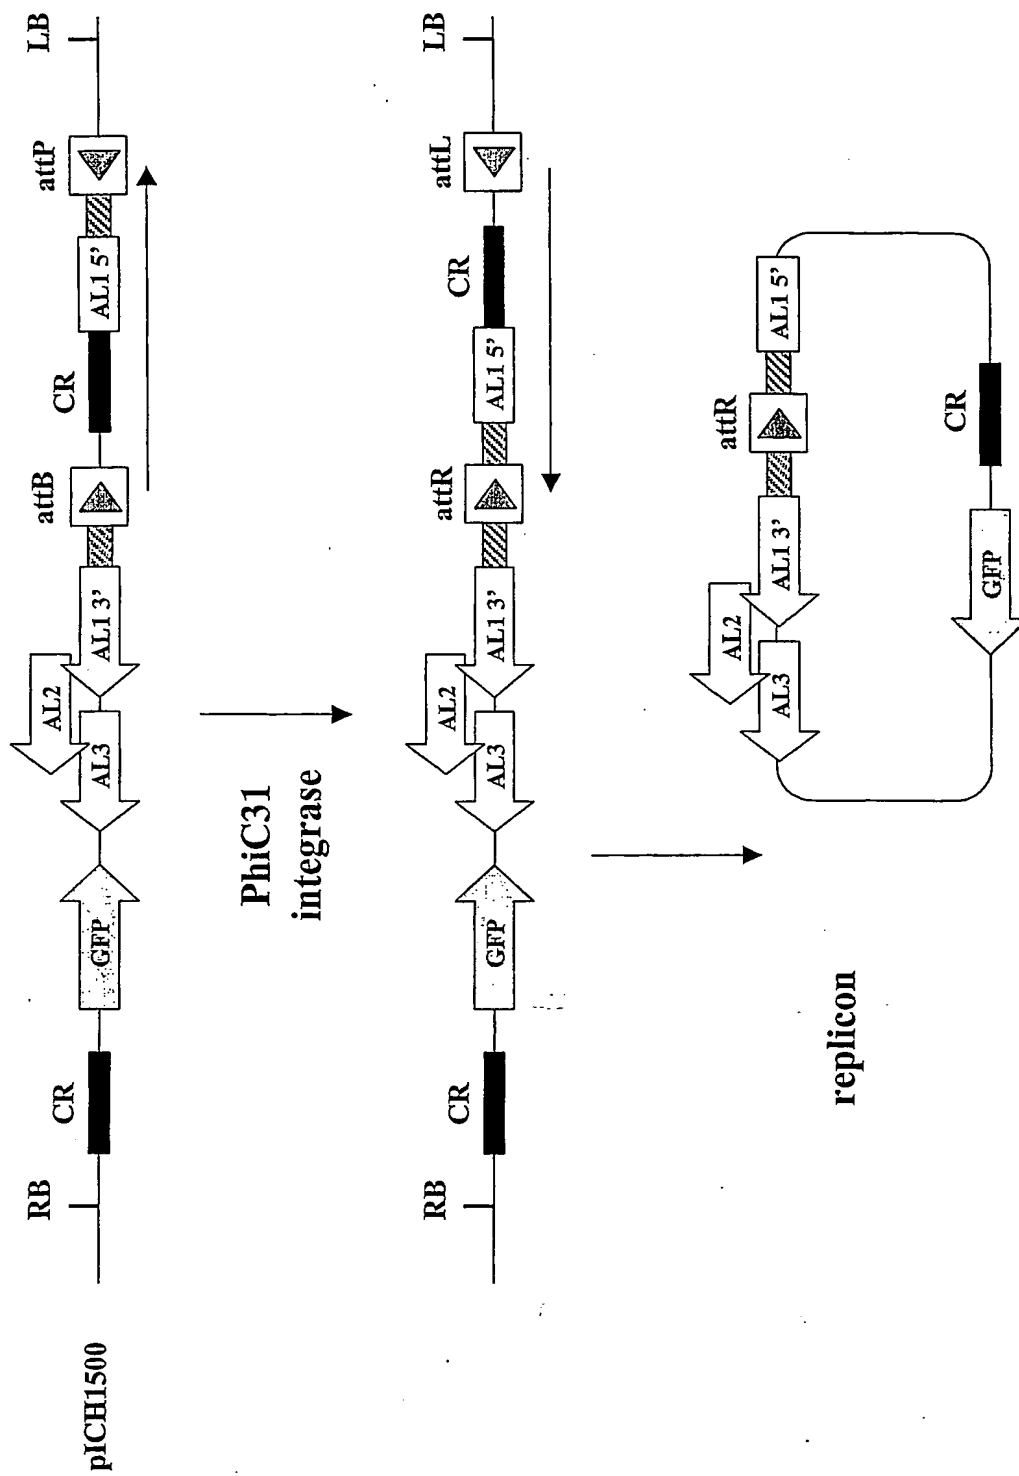 pICH1500
RB
CR
GFP
AL3
AL2
AL1 3'
attB
CR
AL1 5'
attP
LB
PhiC31
integrase
RB
CR
GFP
AL3
AL2
AL1 3'
attR
AL1 5'
CR
attL
LB
replicon
AL3
AL2
AL1 3'
attR
AL1 5'
GFP
CR